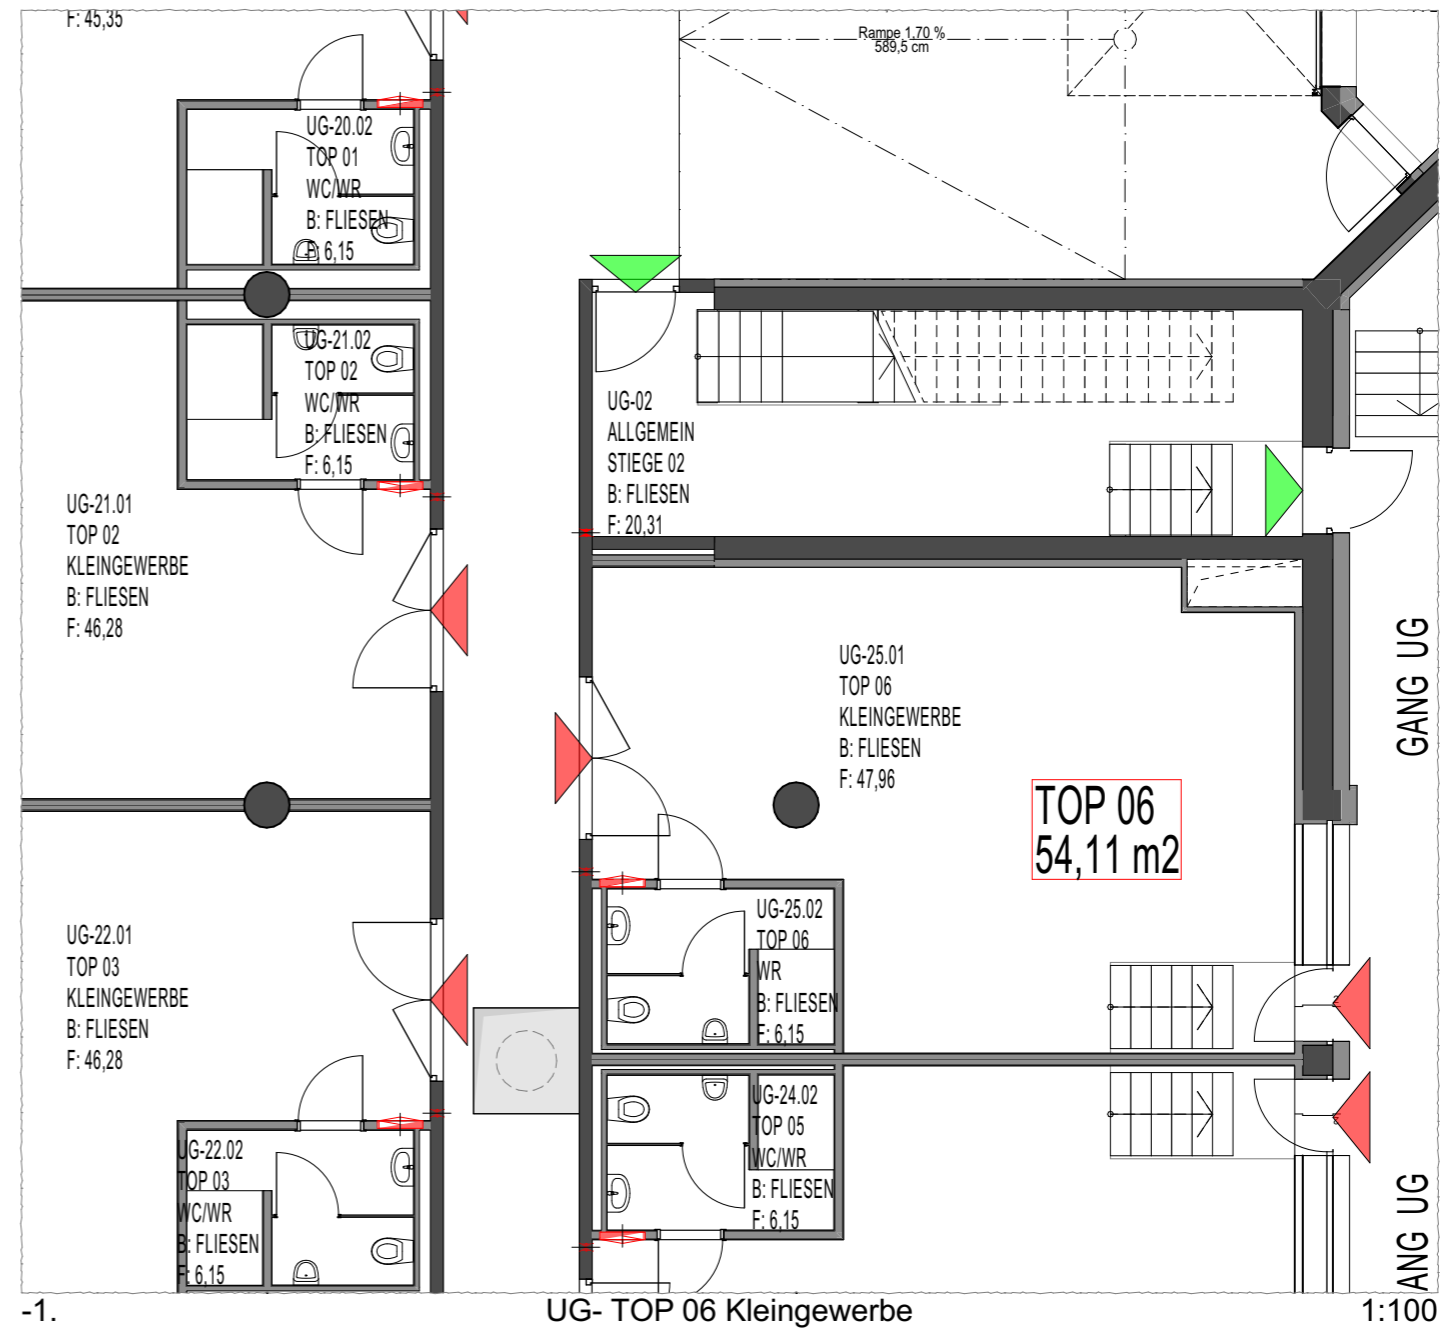 F: 45,35
Rampe 1,70 %
589,5 cm
UG-20.02
TOP 01
WC/WR
B: FLIESEN
F: 6,15
UG-21.02
TOP 02
WC/WR
B: FLIESEN
F: 6,15
UG-02
ALLGEMEIN
STIEGE 02
B: FLIESEN
F: 20,31
UG-21.01
TOP 02
KLEINGEWERBE
B: FLIESEN
F: 46,28
UG-25.01
TOP 06
KLEINGEWERBE
B: FLIESEN
F: 47,96
GANG UG
TOP 06
54,11 m2
UG-22.01
TOP 03
KLEINGEWERBE
B: FLIESEN
F: 46,28
UG-25.02
TOP 06
WR
B: FLIESEN
F: 6,15
UG-24.02
TOP 05
WC/WR
B: FLIESEN
F: 6,15
UG-22.02
TOP 03
WC/WR
B: FLIESEN
F: 6,15
ANG UG
-1.
UG- TOP 06 Kleingewerbe
1:100